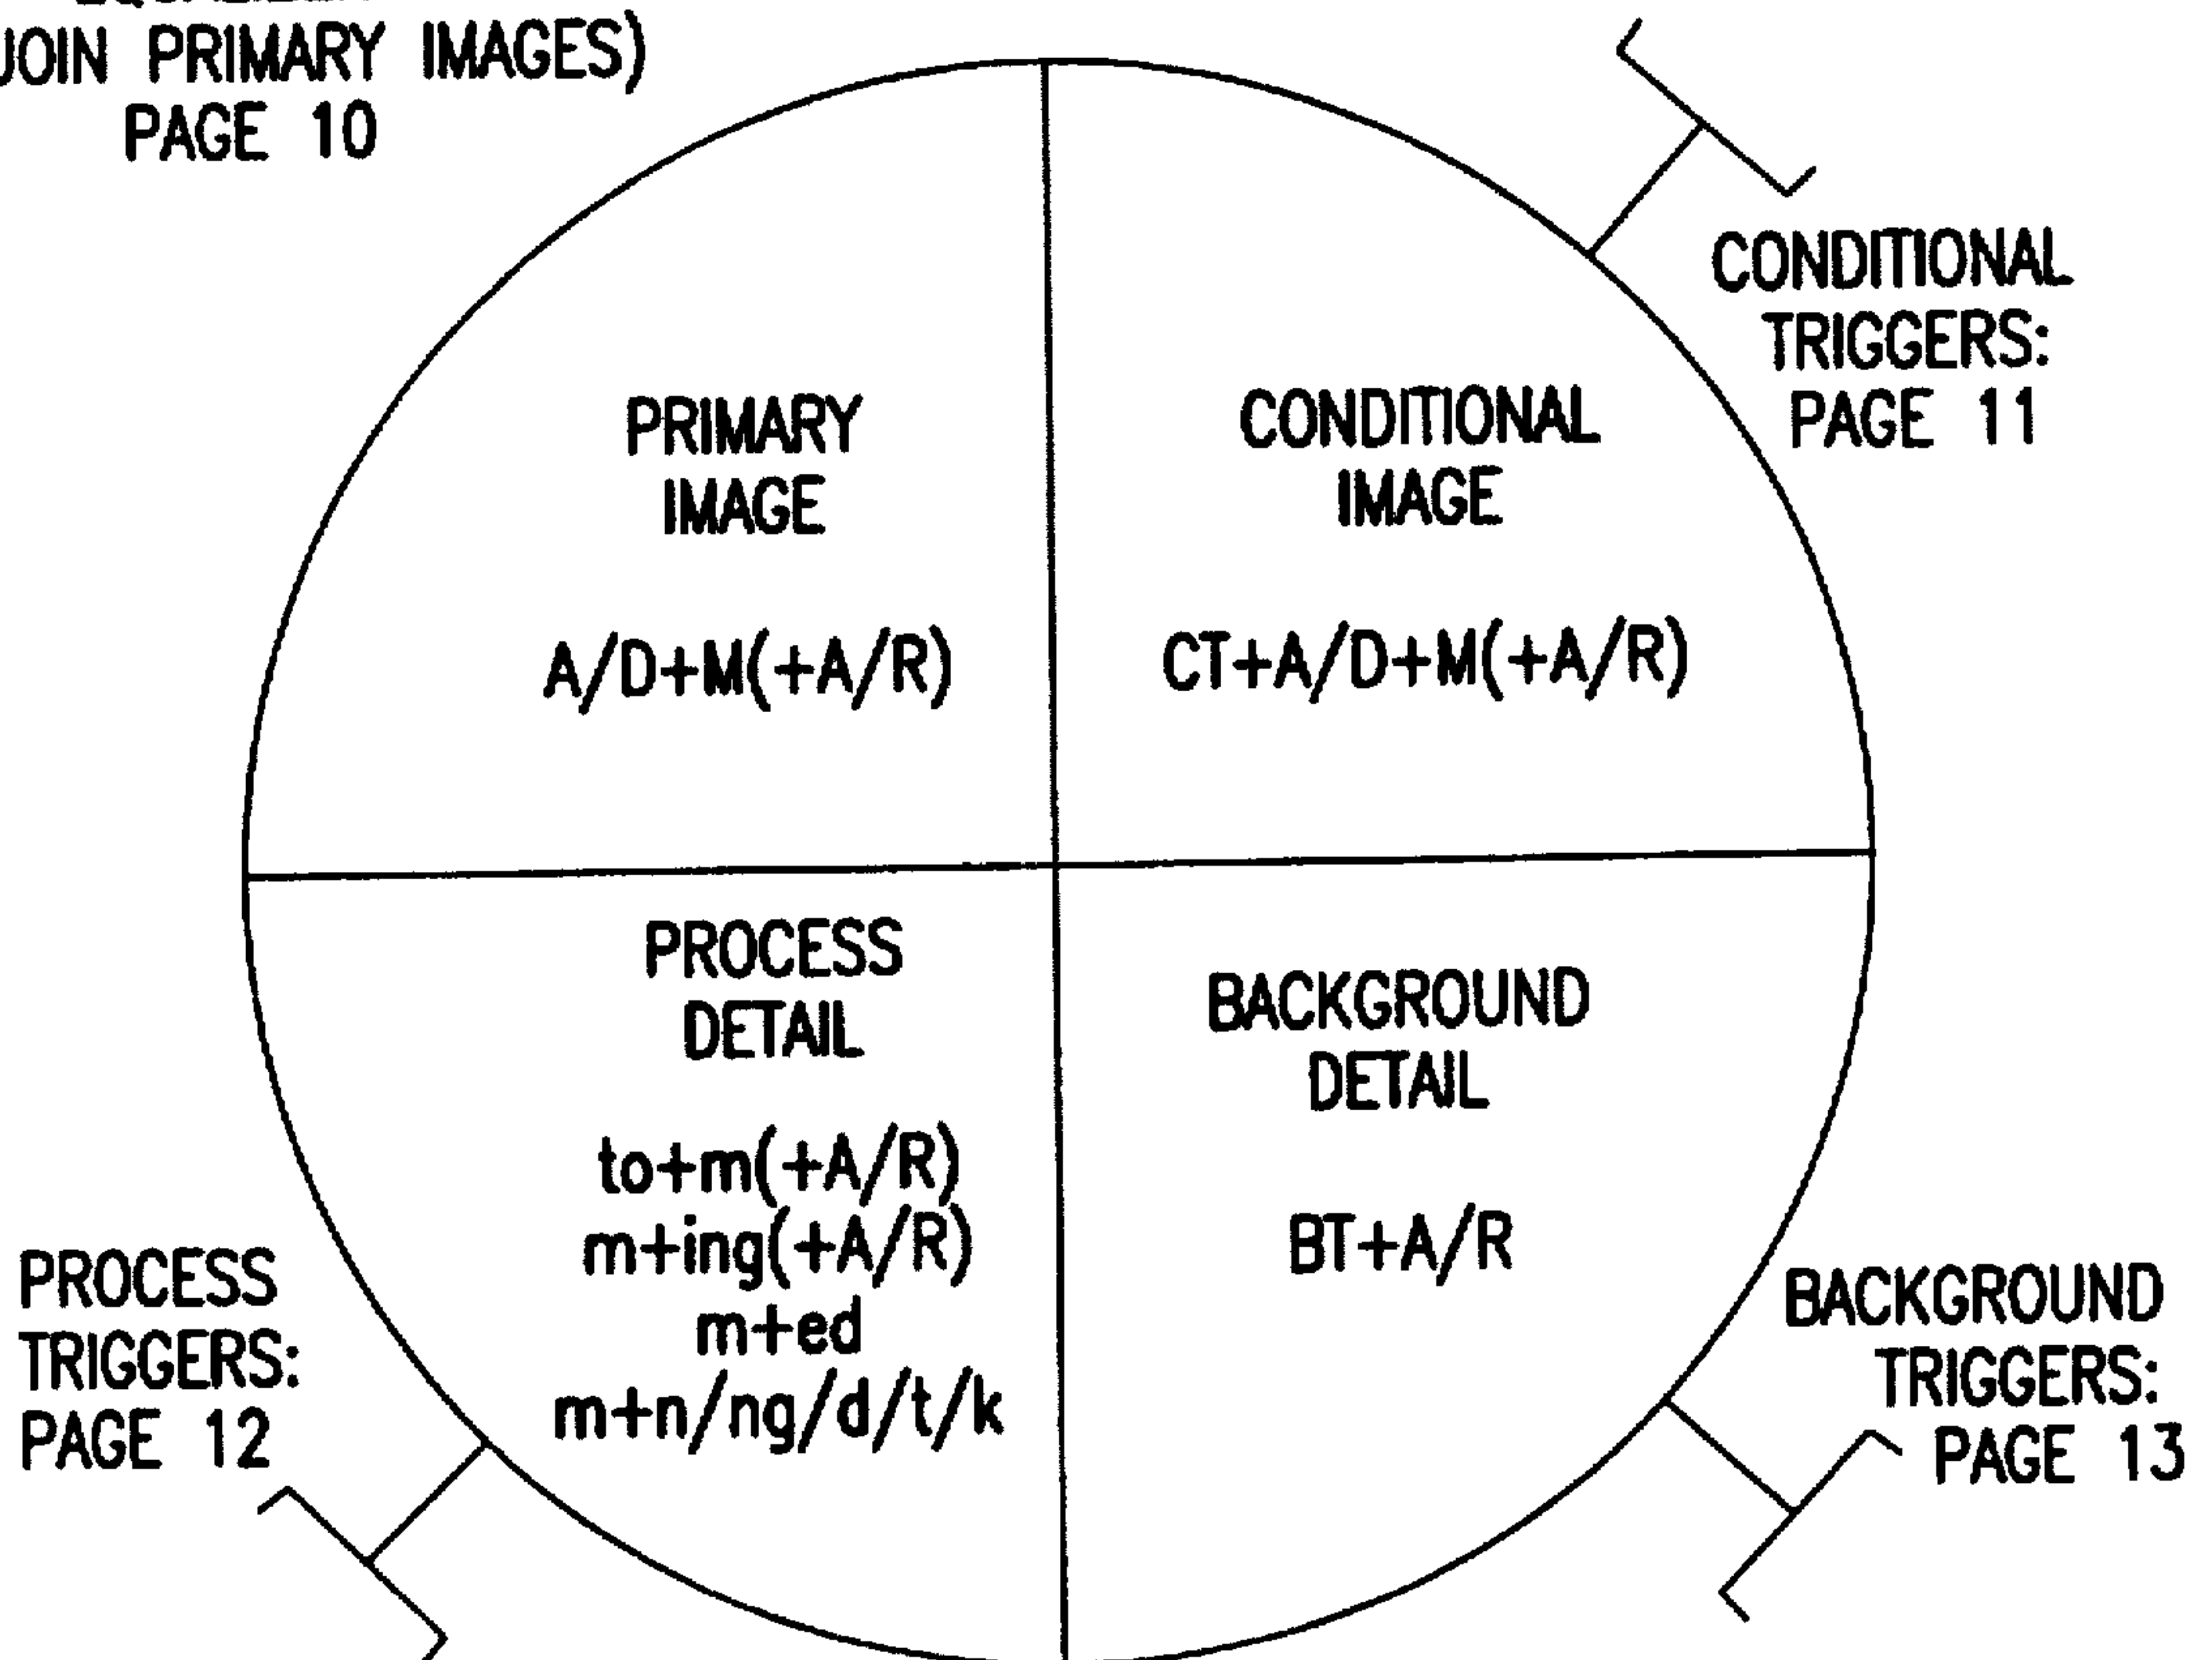 JOIN PRIMARY IMAGES)
PAGE 10
CONDITIONAL
TRIGGERS:
PAGE 11
PRIMARY
IMAGE
A/D+M(+A/R)
CONDITIONAL
IMAGE
CT+A/D+M(+A/R)
PROCESS
DETAIL
to+m(+A/R)
m+ing(+A/R)
m+ed
m+n/ng/d/t/k
BACKGROUND
DETAIL
BT+A/R
PROCESS
TRIGGERS:
PAGE 12
BACKGROUND
TRIGGERS:
PAGE 13